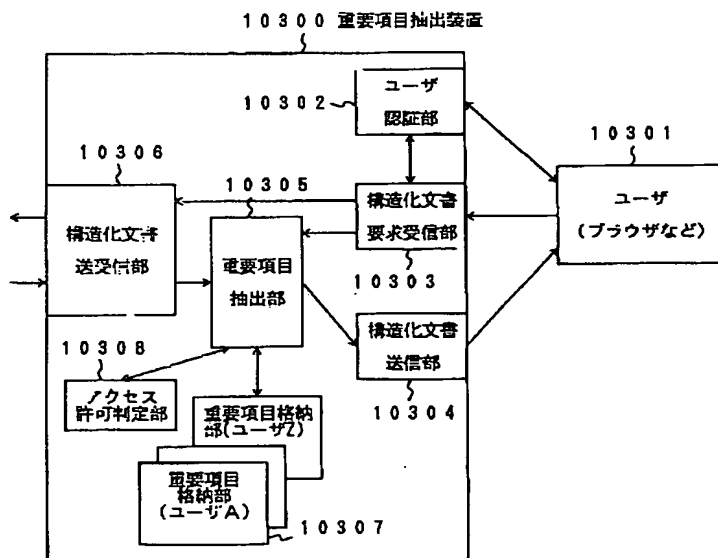 10300 重要項目抽出装置
ユーザ
認証部
10302
10301
ユーザ
(ブラウザなど)
10306
構造化文書
送受信部
10305
重要項目
抽出部
構造化文書
要求受信部
10303
構造化文書
送信部
10304
10308
アクセス
許可判定部
重要項目格納
部(ユーザZ)
重要項目
格納部
(ユーザA)
10307